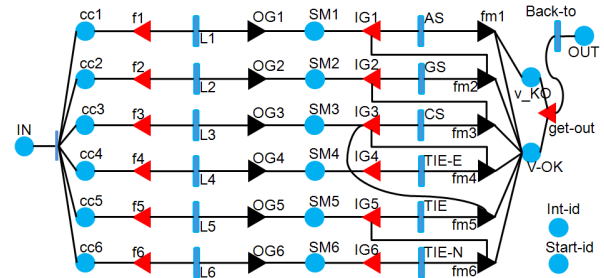 cc1 f1 L1 OG1 SM1 IG1 AS fm1 Back-to
OUT
cc2 f2 L2 OG2 SM2 IG2 GS fm2 v_KO
cc3 f3 L3 OG3 SM3 IG3 CS fm3 get-out
IN
cc4 f4 L4 OG4 SM4 IG4 TIE-E fm4 V-OK
cc5 f5 L5 OG5 SM5 IG5 TIE fm5 Int-id
cc6 f6 L6 OG6 SM6 IG6 TIE-N fm6 Start-id